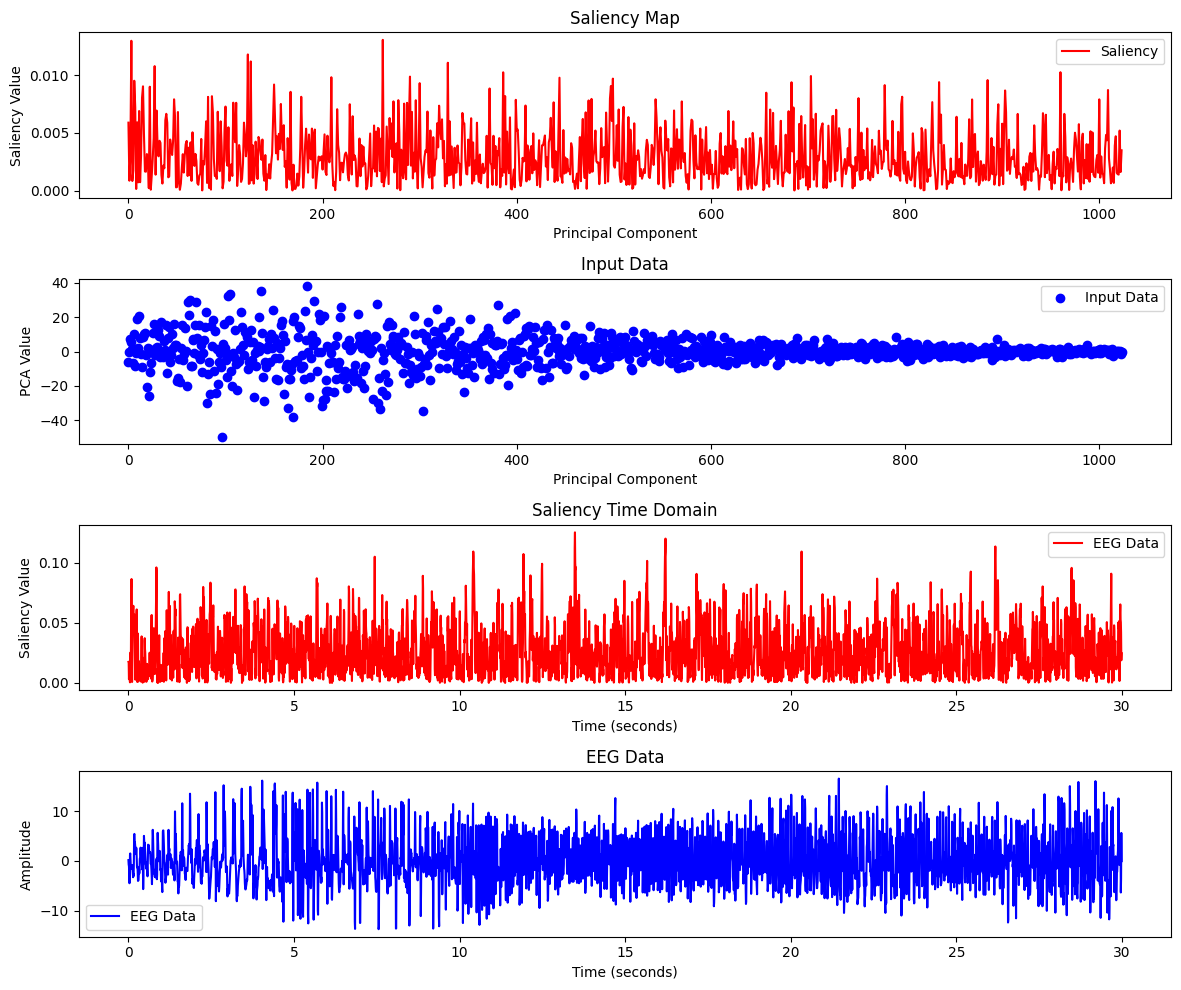 Saliency Map
Saliency Value
0.010
0.005
0.000
Saliency
0 200 400 600 800 1000
Principal Component
Input Data
PCA Value
40
20
0
−20
−40
Input Data
0 200 400 600 800 1000
Principal Component
Saliency Time Domain
Saliency Value
0.10
0.05
0.00
EEG Data
0 5 10 15 20 25 30
Time (seconds)
EEG Data
Amplitude
10
0
−10
EEG Data
0 5 10 15 20 25 30
Time (seconds)